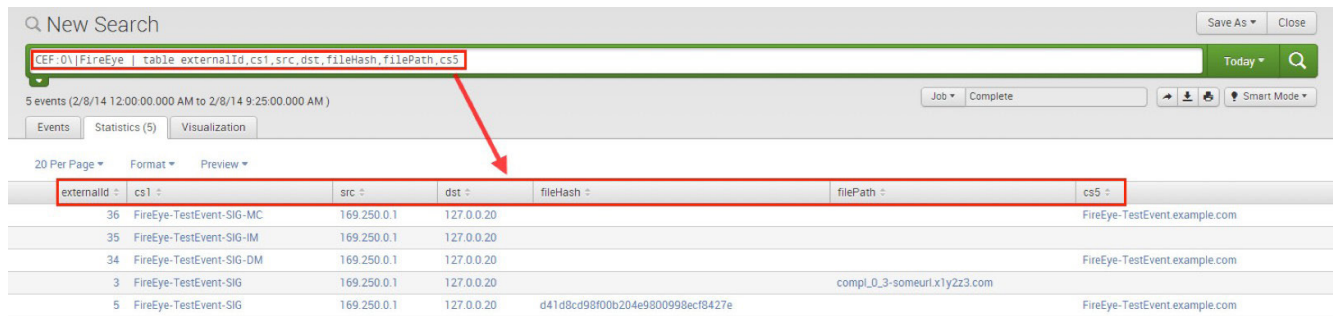 New Search
Save As Close
CEF:0\|FireEye | table externalId,cs1,src,dst,fileHash,filePath,cs5
Today
5 events (2/8/14 12:00:00.000 AM to 2/8/14 9:25:00.000 AM )
Job Complete Smart Mode
Events Statistics (5) Visualization
20 Per Page Format Preview
externalId cs1 src dst fileHash filePath cs5
36 FireEye-TestEvent-SIG-MC 169.250.0.1 127.0.0.20 FireEye-TestEvent.example.com
35 FireEye-TestEvent-SIG-IM 169.250.0.1 127.0.0.20
34 FireEye-TestEvent-SIG-DM 169.250.0.1 127.0.0.20 FireEye-TestEvent.example.com
3 FireEye-TestEvent-SIG 169.250.0.1 127.0.0.20 compl_0_3-someurl.x1y2z3.com
5 FireEye-TestEvent-SIG 169.250.0.1 127.0.0.20 d41d8cd98f00b204e9800998ecf8427e FireEye-TestEvent.example.com